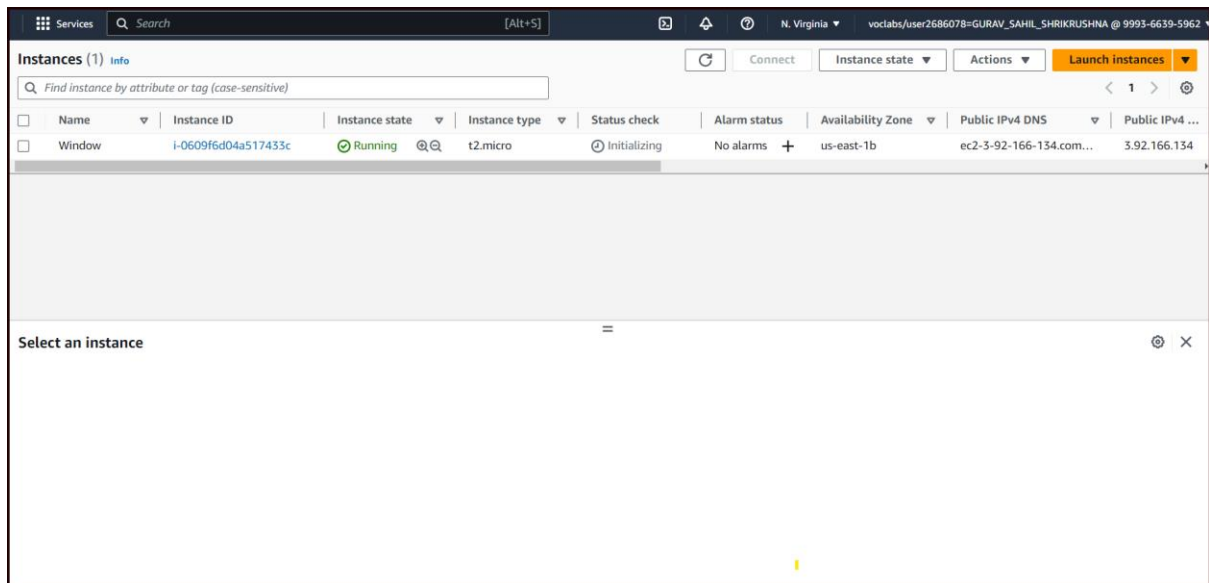 Services Search [Alt+S] N. Virginia voclabs/user2686078=GURAV_SAHIL_SHRIKRUSHNA @ 9993-6639-5962
Instances (1) Info Connect Instance state Actions Launch instances
Find instance by attribute or tag (case-sensitive) 1
Name Instance ID Instance state Instance type Status check Alarm status Availability Zone Public IPv4 DNS Public IPv4 ...
Window i-0609f6d04a517433c Running t2.micro Initializing No alarms + us-east-1b ec2-3-92-166-134.com... 3.92.166.134
Select an instance